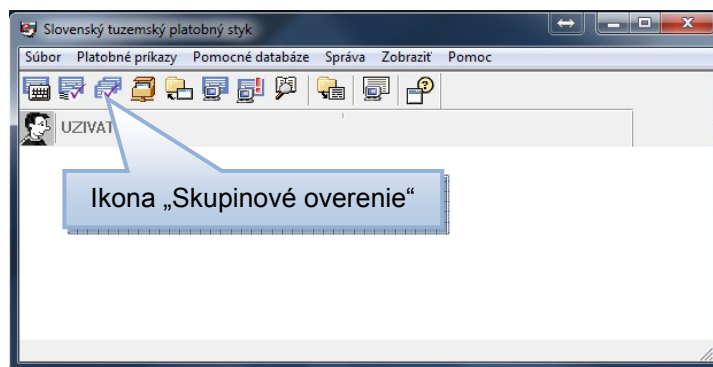 Slovenský tuzemský platobný styk
Súbor Platobné príkazy Pomocné databáze Správa Zobraziť Pomoc
UZIVAT
Ikona „Skupinové overenie“